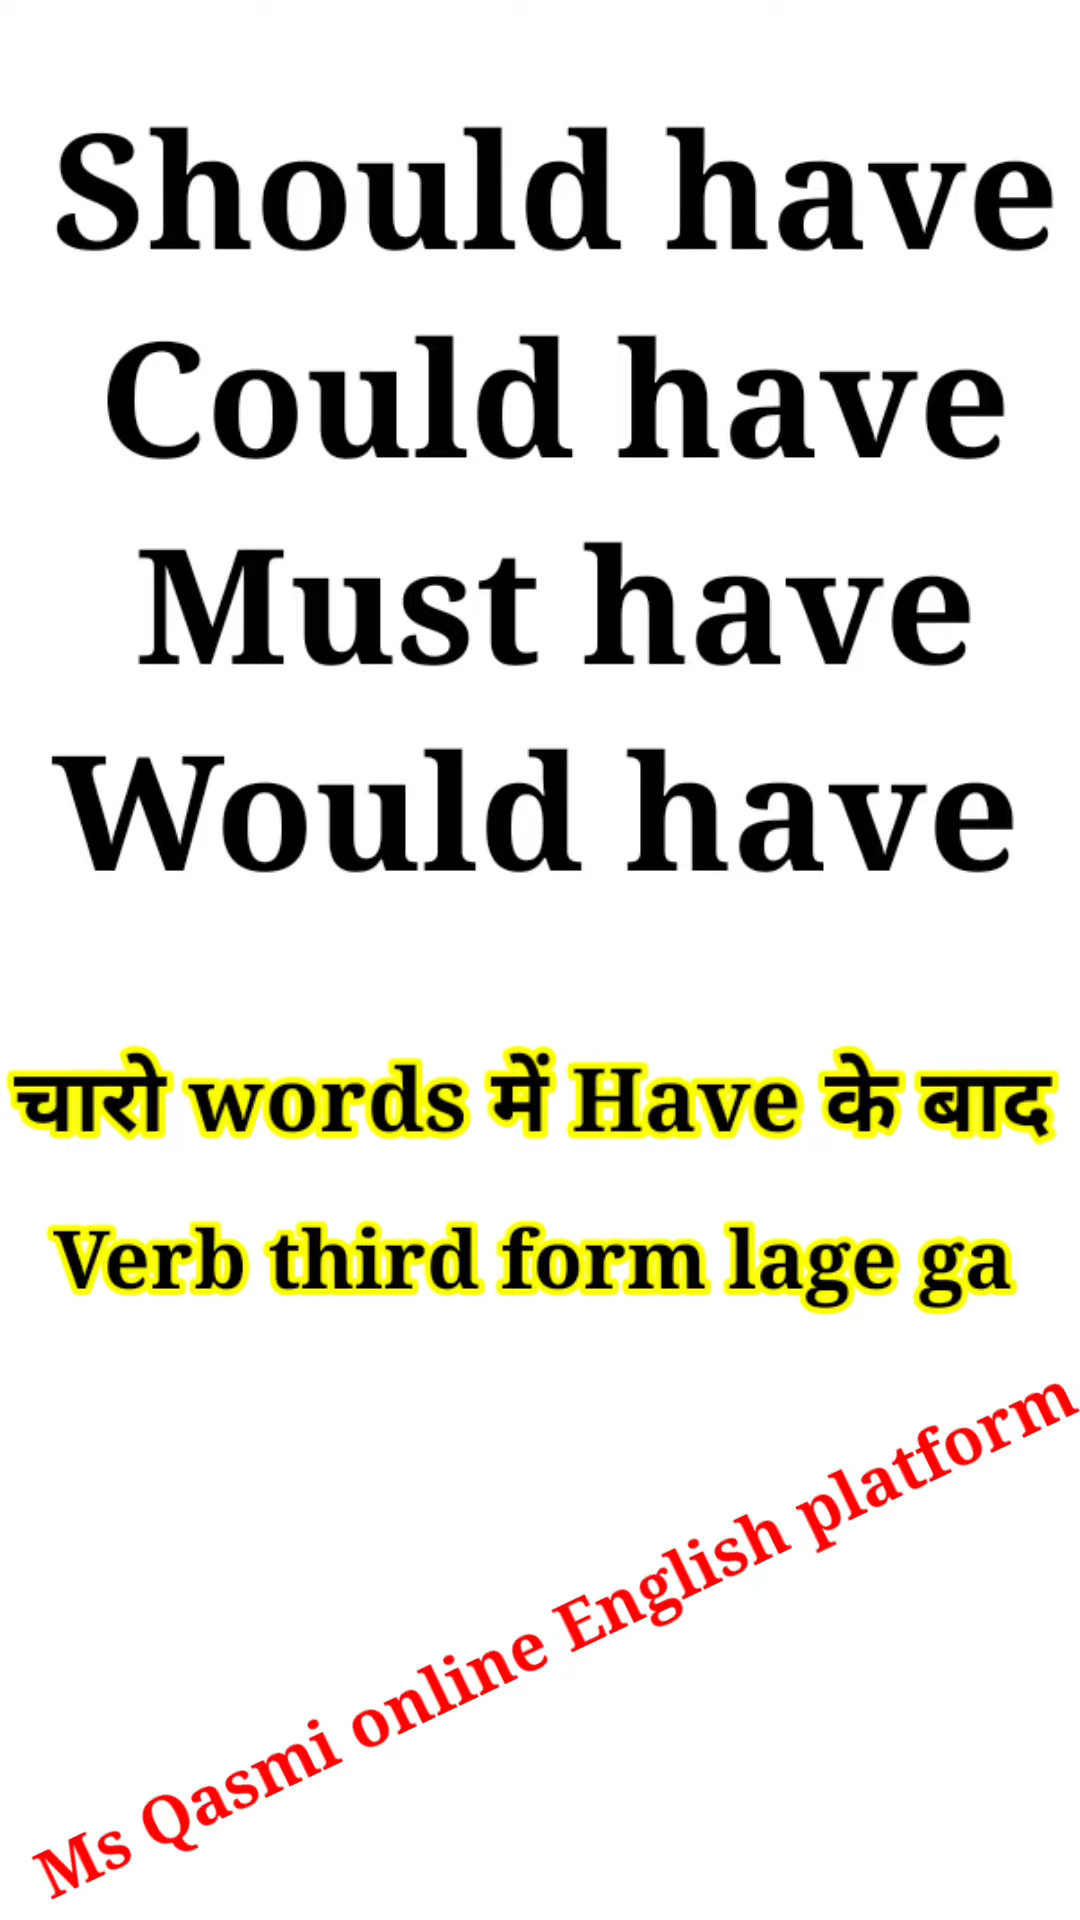 Should have
Could have
Must have
Would have
चारो words में Have के बाद
Verb third form lage ga
Ms Qasmi online English platform